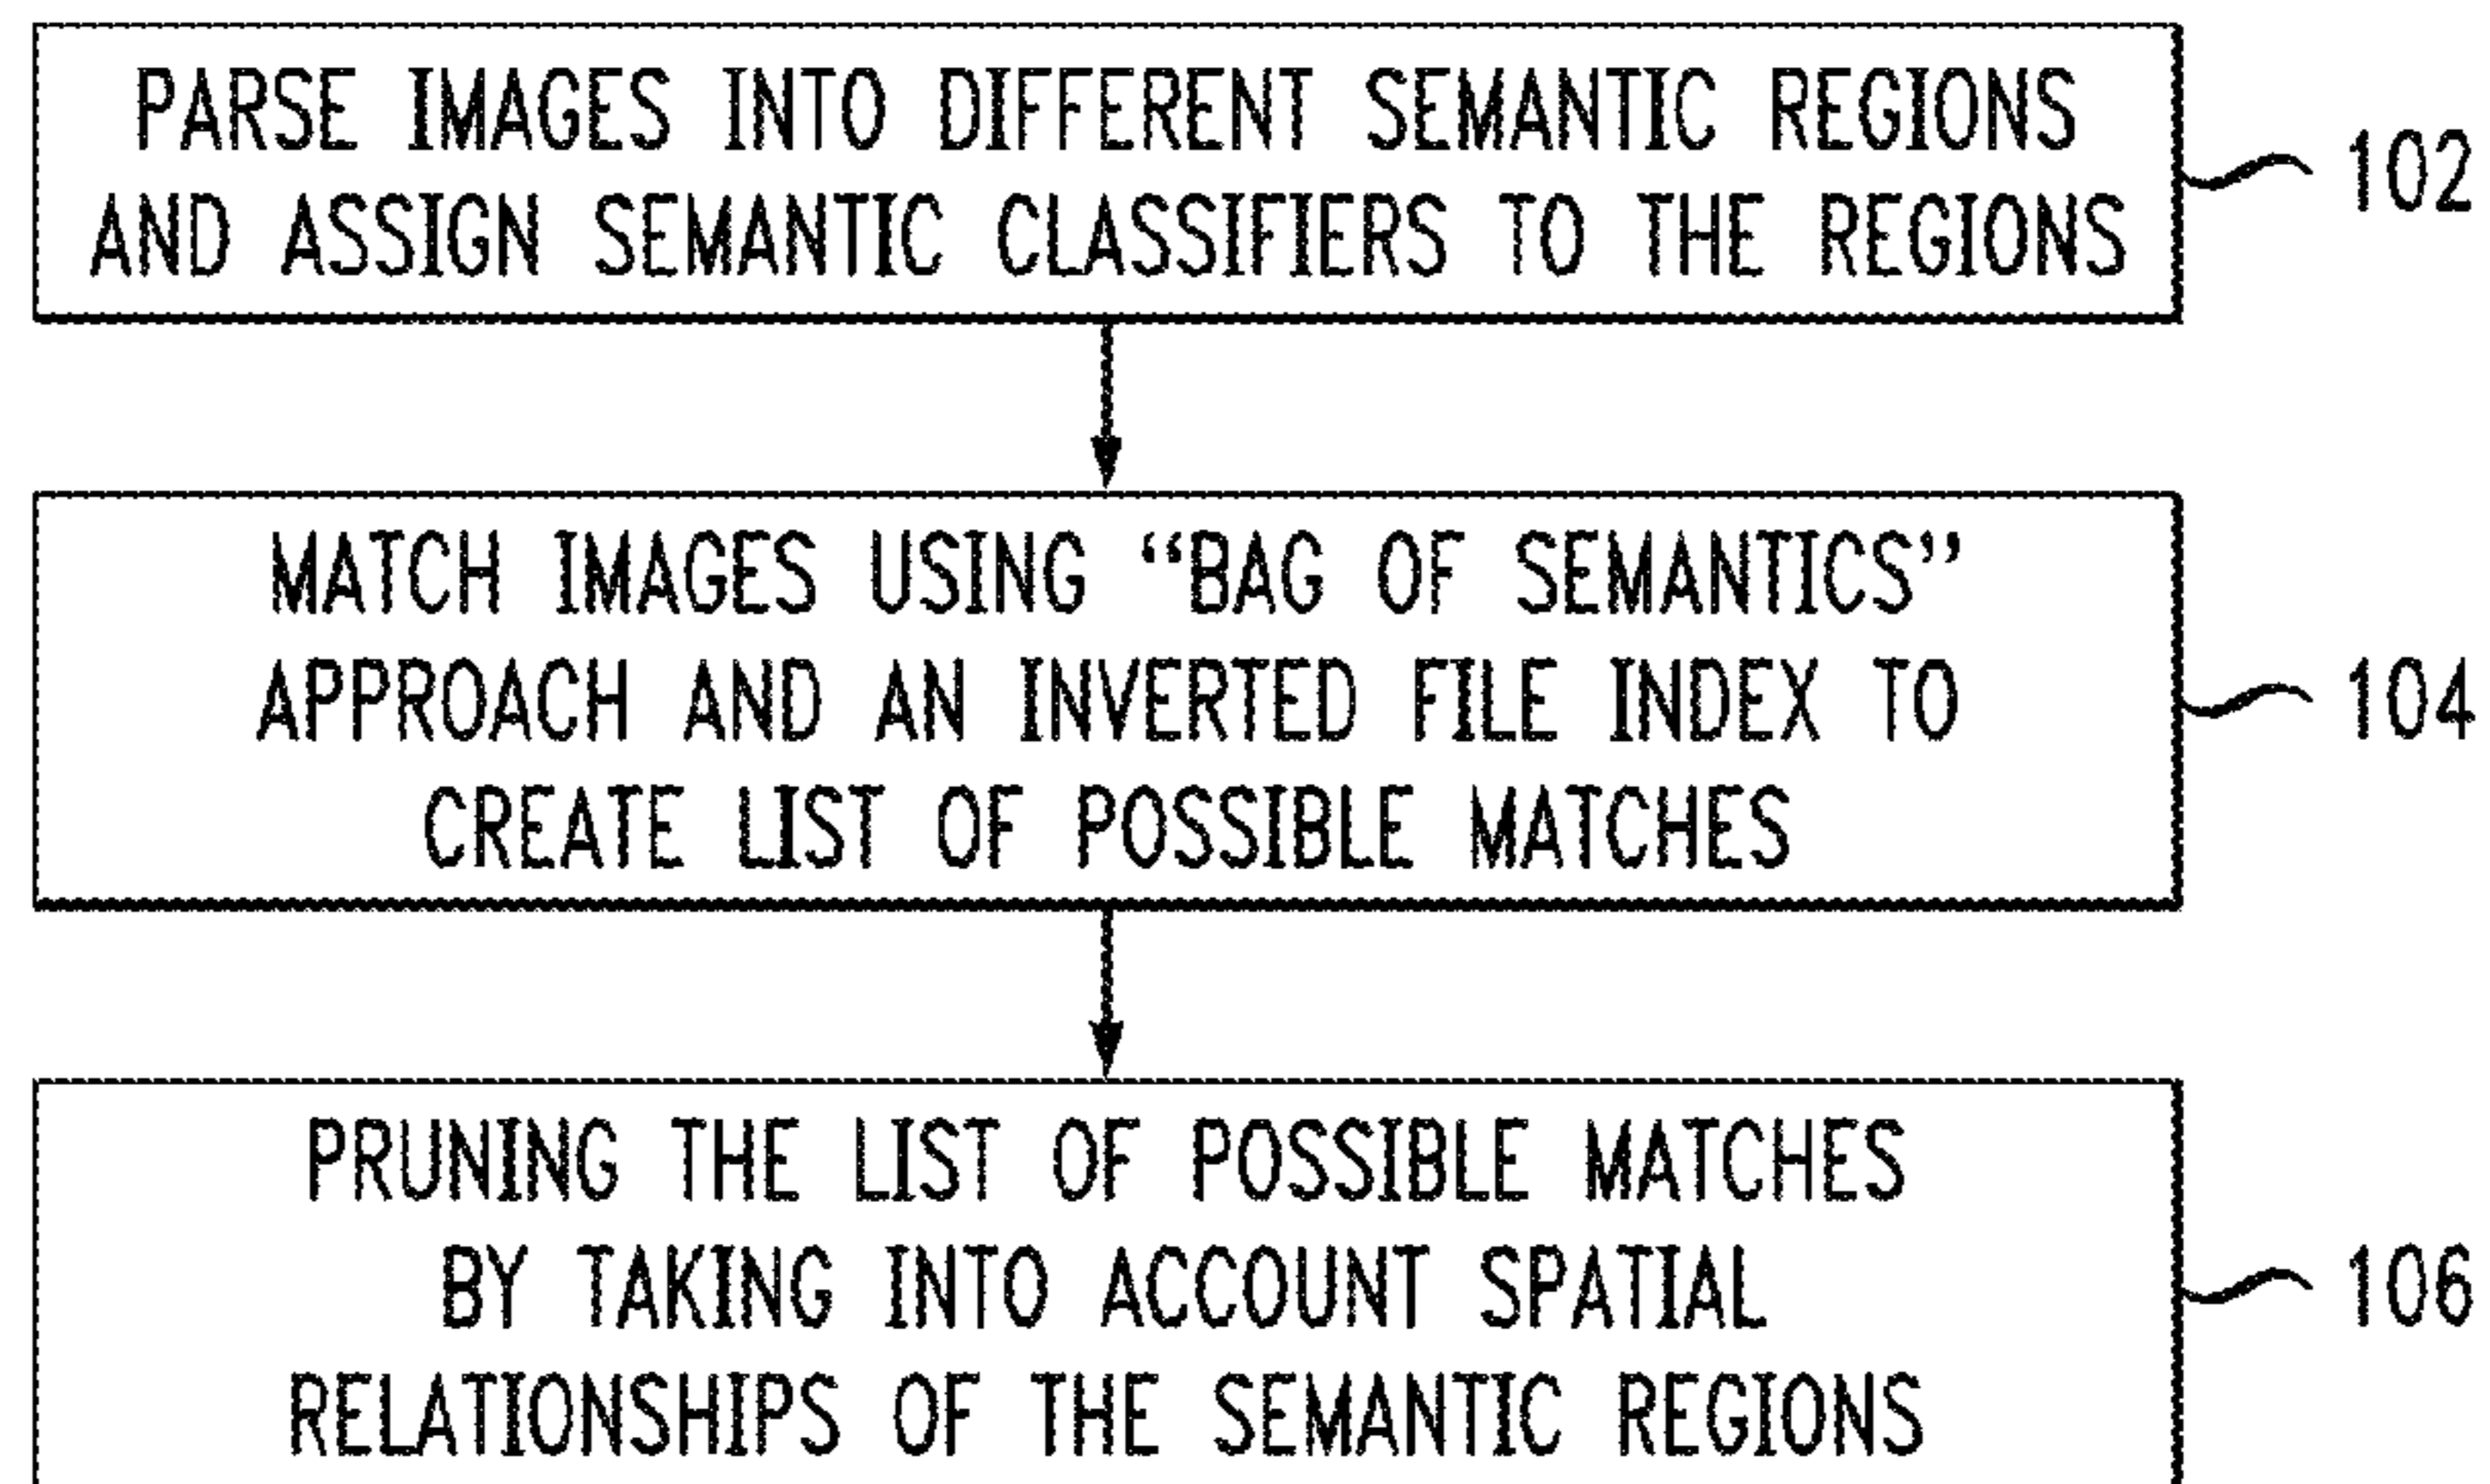 PARSE IMAGES INTO DIFFERENT SEMANTIC REGIONS
AND ASSIGN SEMANTIC CLASSIFIERS TO THE REGIONS
102
MATCH IMAGES USING “BAG OF SEMANTICS”
APPROACH AND AN INVERTED FILE INDEX TO
CREATE LIST OF POSSIBLE MATCHES
104
PRUNING THE LIST OF POSSIBLE MATCHES
BY TAKING INTO ACCOUNT SPATIAL
RELATIONSHIPS OF THE SEMANTIC REGIONS
106